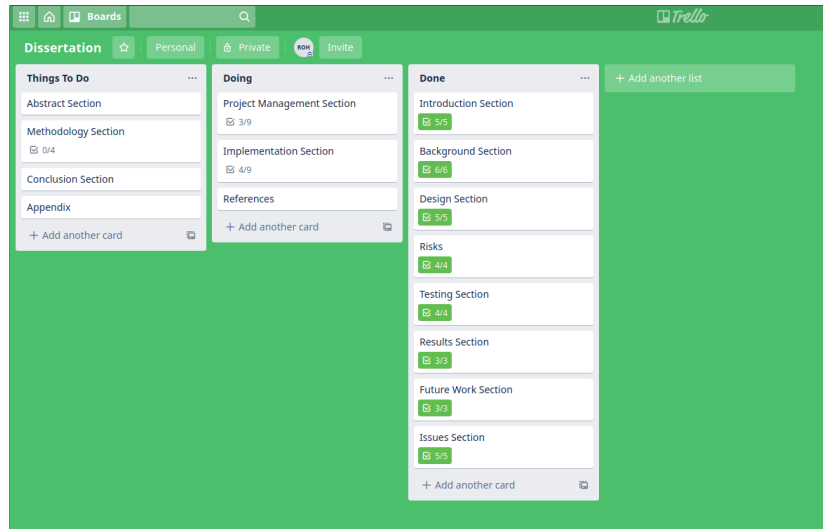 Boards
Trello
Dissertation
Personal
Private
ROH
Invite
Things To Do
Abstract Section
Methodology Section
0/4
Conclusion Section
Appendix
+ Add another card
Doing
Project Management Section
3/9
Implementation Section
4/9
References
+ Add another card
Done
Introduction Section
5/5
Background Section
6/6
Design Section
5/5
Risks
4/4
Testing Section
4/4
Results Section
3/3
Future Work Section
3/3
Issues Section
5/5
+ Add another card
+ Add another list